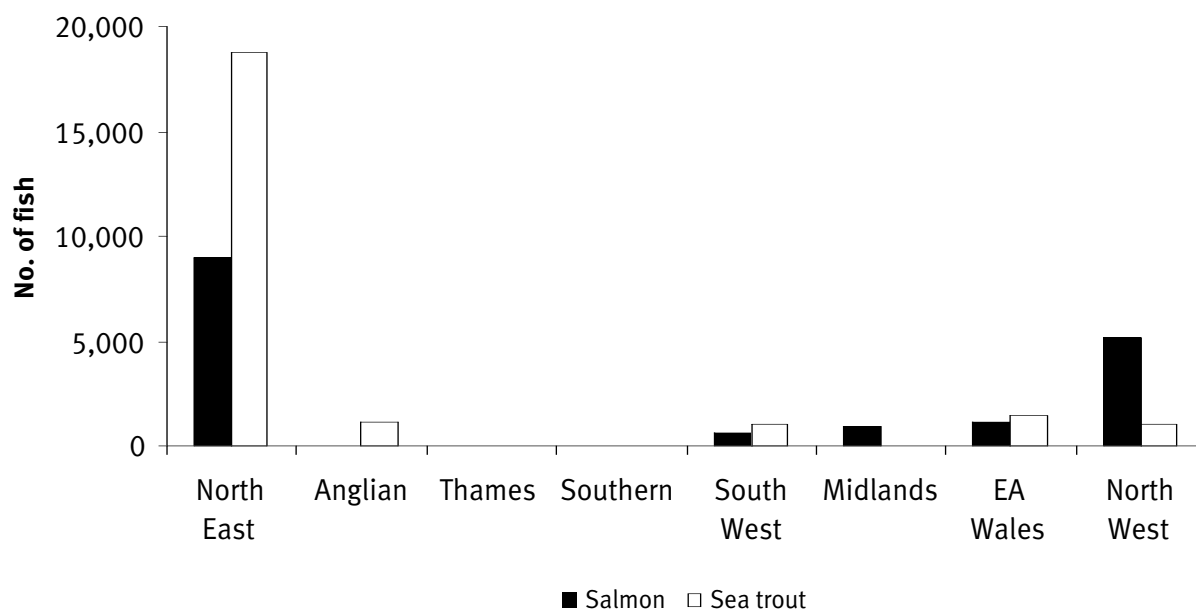 20,000
15,000
10,000
5,000
0
No. of fish
North East
Anglian
Thames
Southern
South West
Midlands
EA Wales
North West
Salmon
Sea trout